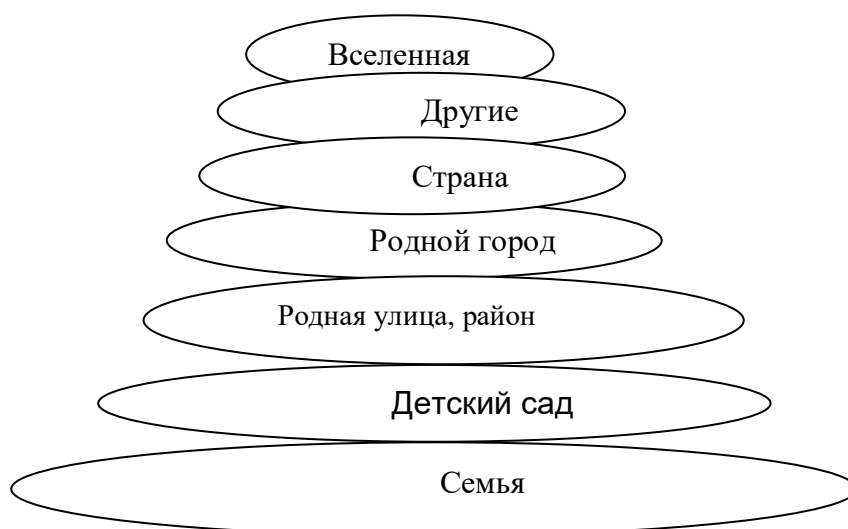 Вселенная
Другие
Страна
Родной город
Родная улица, район
Детский сад
Семья